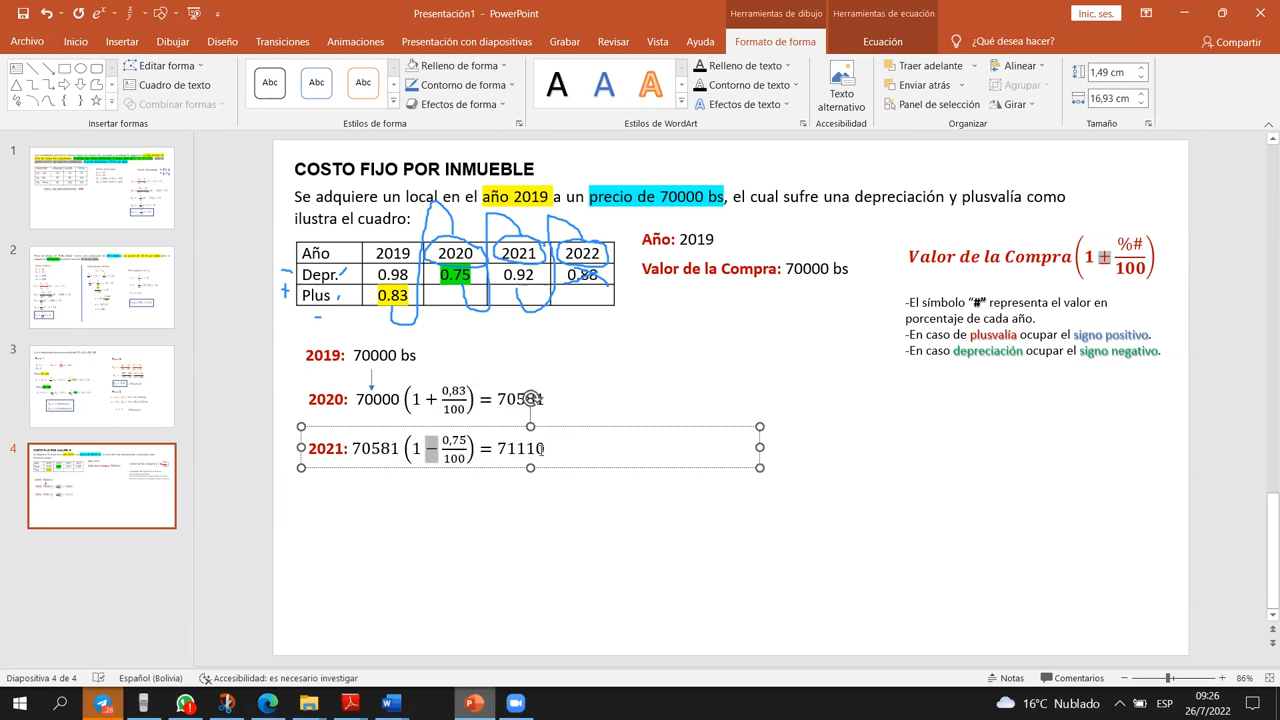 Herramientas de dibujo
Herramientas de ecuación
Inic. ses.
Archivo
Inicio
Insertar
Dibujar
Diseño
Transiciones
Animaciones
Presentación con diapositivas
Grabar
Revisar
Vista
Ayuda
Formato de forma
Ecuación
¿Qué desea hacer?
Compartir
Editar forma
Cuadro de texto
Combinar formas
Insertar formas
Abc
Abc
Abc
Relleno de forma
Contorno de forma
Efectos de forma
Estilos de forma
A
A
A
Relleno de texto
Contorno de texto
Efectos de texto
Estilos de WordArt
Texto
alternativo
Accesibilidad
Traer adelante
Enviar atrás
Panel de selección
Alinear
Agrupar
Girar
Organizar
1,49 cm
16,93 cm
Tamaño
1
2
3
4
COSTO FIJO POR INMUEBLE
Se adquiere un local en el año 2019 a un precio de 70000 bs, el cual sufre una depreciación y plusvalía como
ilustra el cuadro:
Año 2019 2020 2021 2022
Depr. 0.98 0.75 0.92 0.88
Plus 0.83
Año: 2019
Valor de la Compra: 70000 bs
Valor de la Compra (1 ± %#/100)
-El símbolo "#" representa el valor en
porcentaje de cada año.
-En caso de plusvalía ocupar el signo positivo.
-En caso depreciación ocupar el signo negativo.
2019: 70000 bs
2020: 70000 (1 + 0,83/100) = 70581
2021: 70581 (1 − 0,75/100) = 71110
Diapositiva 4 de 4
Español (Bolivia)
Accesibilidad: es necesario investigar
Notas
Comentarios
86%
28
16°C Nublado
ESP
09:26
26/7/2022